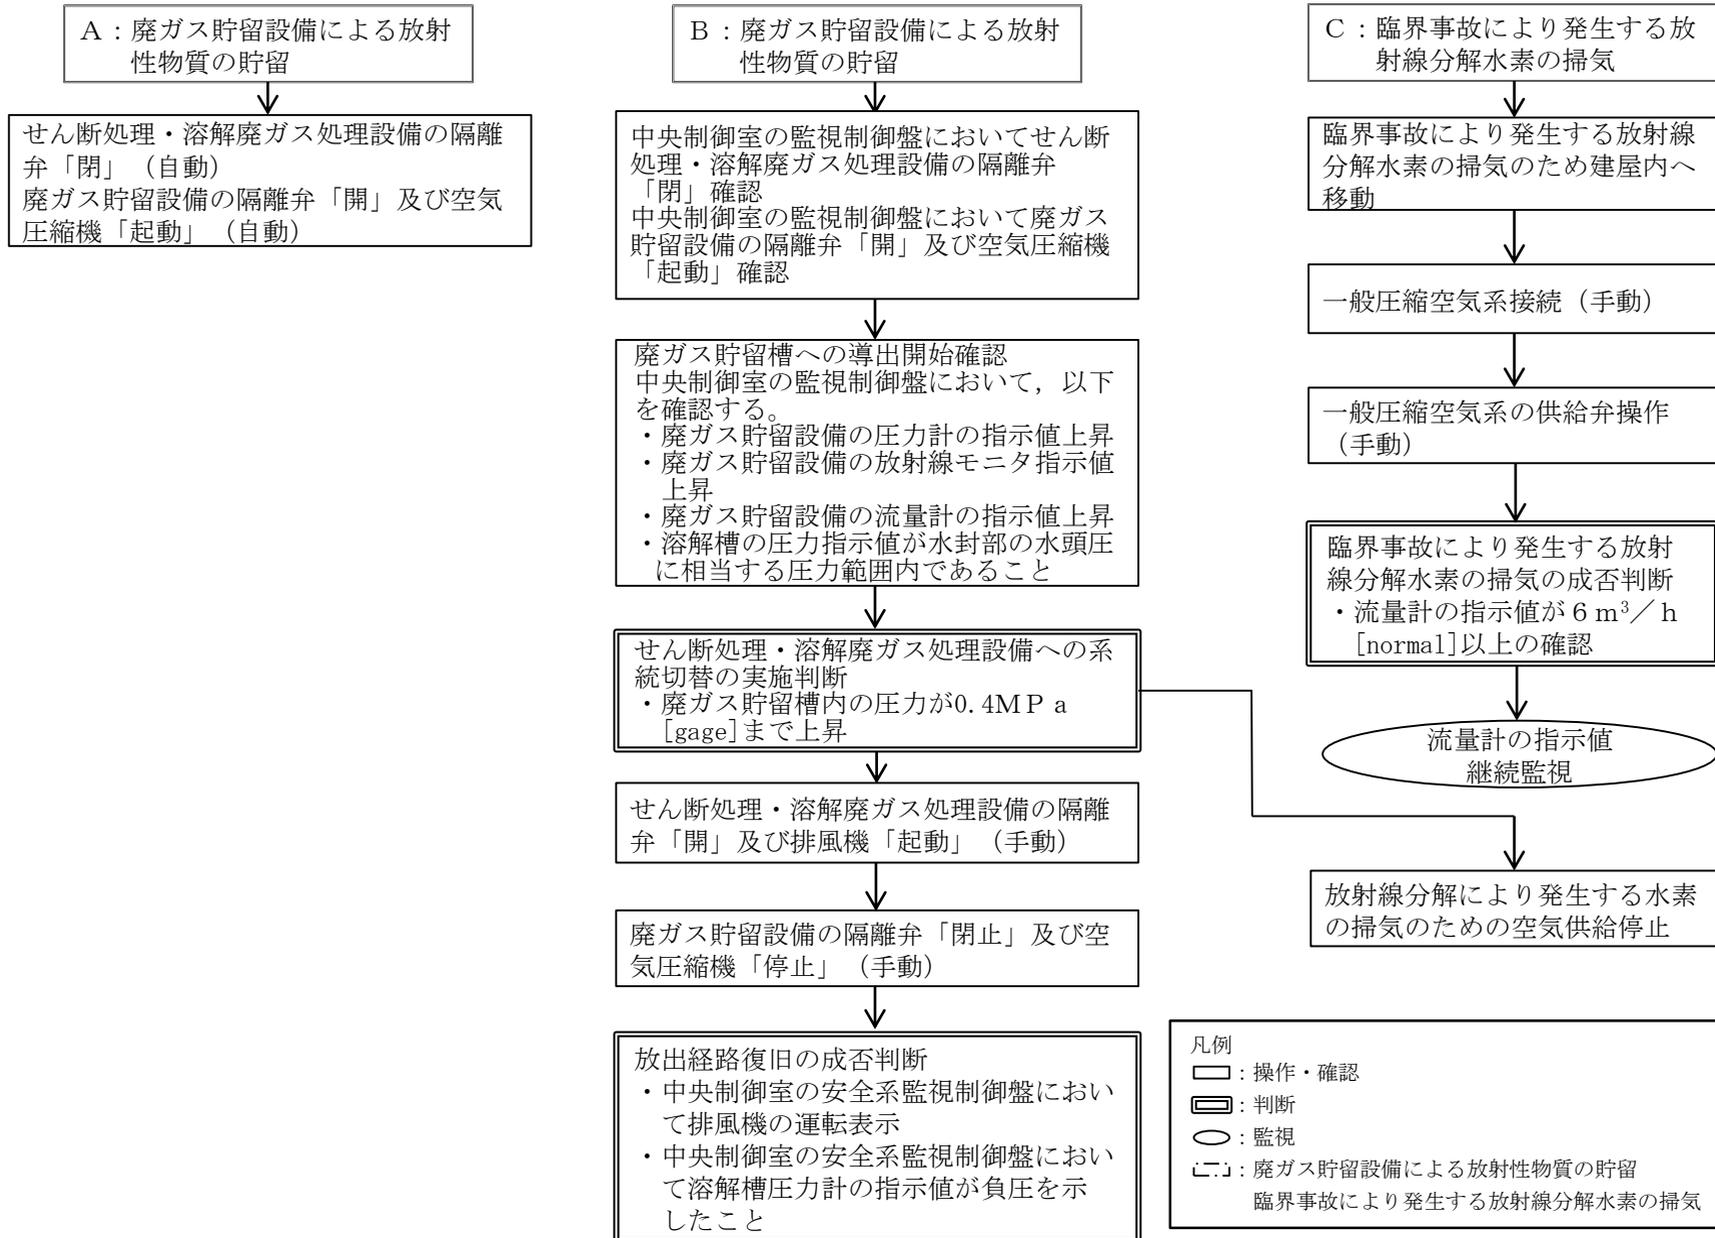 A:廃ガス貯留設備による放射
性物質の貯留
せん断処理・溶解廃ガス処理設備の隔離
弁「閉」(自動)
廃ガス貯留設備の隔離弁「開」及び空気
圧縮機「起動」(自動)
B:廃ガス貯留設備による放射
性物質の貯留
中央制御室の監視制御盤においてせん断
処理・溶解廃ガス処理設備の隔離弁
「閉」確認
中央制御室の監視制御盤において廃ガス
貯留設備の隔離弁「開」及び空気圧縮機
「起動」確認
廃ガス貯留槽への導出開始確認
中央制御室の監視制御盤において,以下
を確認する。
・廃ガス貯留設備の圧力計の指示値上昇
・廃ガス貯留設備の放射線モニタ指示値
上昇
・廃ガス貯留設備の流量計の指示値上昇
・溶解槽の圧力指示値が水封部の水頭圧
に相当する圧力範囲内であること
せん断処理・溶解廃ガス処理設備への系
統切替の実施判断
・廃ガス貯留槽内の圧力が0.4MPa
[gage]まで上昇
せん断処理・溶解廃ガス処理設備の隔離
弁「開」及び排風機「起動」(手動)
廃ガス貯留設備の隔離弁「閉止」及び空
気圧縮機「停止」(手動)
放出経路復旧の成否判断
・中央制御室の安全系監視制御盤におい
て排風機の運転表示
・中央制御室の安全系監視制御盤におい
て溶解槽圧力計の指示値が負圧を示
したこと
C:臨界事故により発生する放
射線分解水素の掃気
臨界事故により発生する放射線
分解水素の掃気のため建屋内へ
移動
一般圧縮空気系接続(手動)
一般圧縮空気系の供給弁操作
(手動)
臨界事故により発生する放射
線分解水素の掃気の成否判断
・流量計の指示値が6m³/h
[normal]以上の確認
流量計の指示値
継続監視
放射線分解により発生する水素
の掃気のための空気供給停止
凡例
:操作・確認
:判断
:監視
:廃ガス貯留設備による放射性物質の貯留
臨界事故により発生する放射線分解水素の掃気